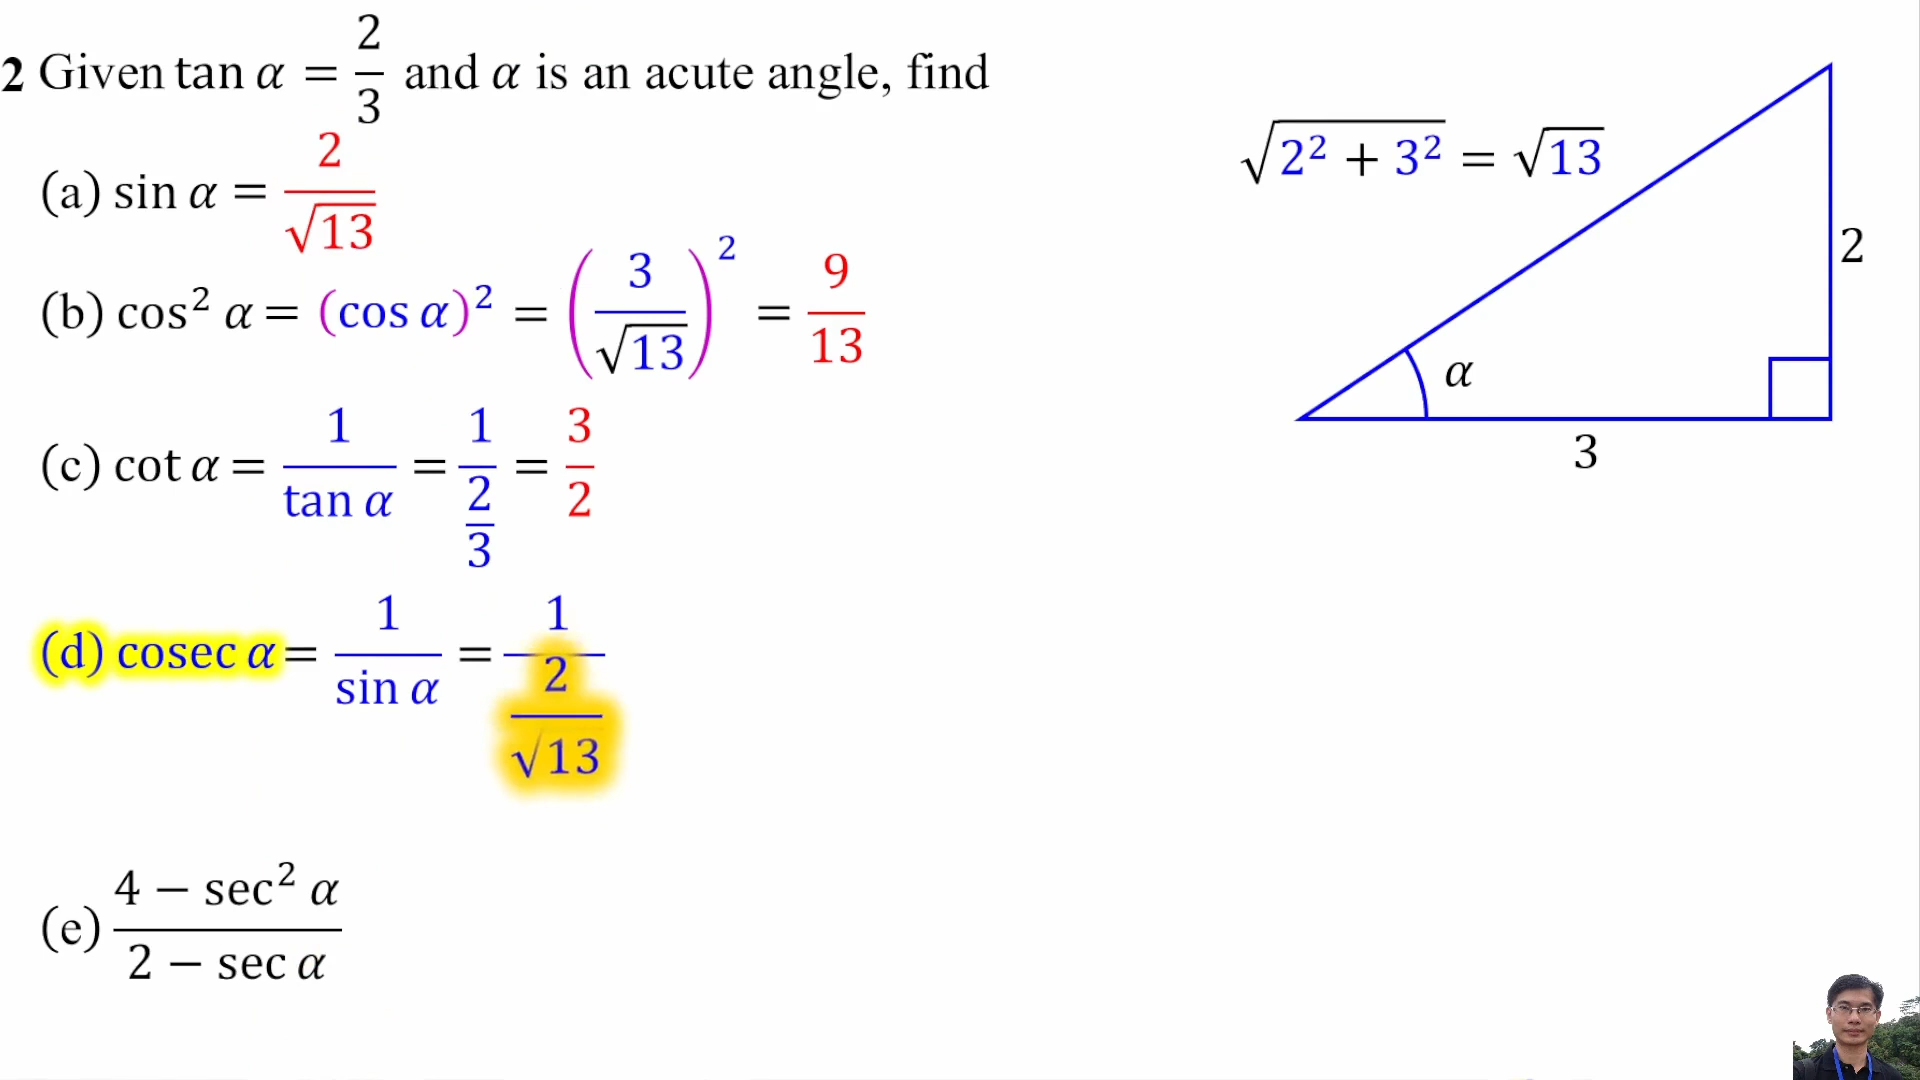 2 Given tan α = 2/3 and α is an acute angle, find
(a) sin α = 2/√13
(b) cos² α = (cos α)² = (3/√13)² = 9/13
(c) cot α = 1/tan α = 1/(2/3) = 3/2
(d) cosec α = 1/sin α = 1/(2/√13)
(e) (4 − sec² α)/(2 − sec α)
√(2² + 3²) = √13
2
α
3